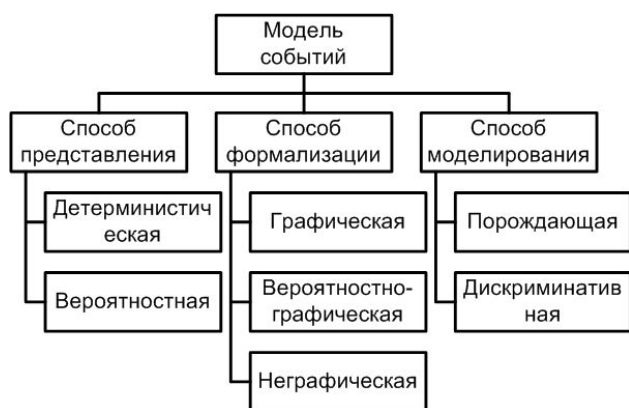 Модель
событий
Способ
представления
Способ
формализации
Способ
моделирования
Детерминистич
еская
Графическая
Порождающая
Вероятностная
Вероятностно-
графическая
Дискриминатив
ная
Неграфическая